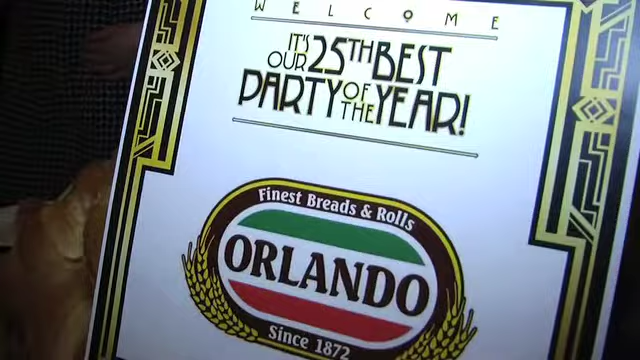 WELCOME
IT'S OUR 25TH BEST
PARTY OF THE YEAR!
Finest Breads & Rolls
ORLANDO
Since 1872